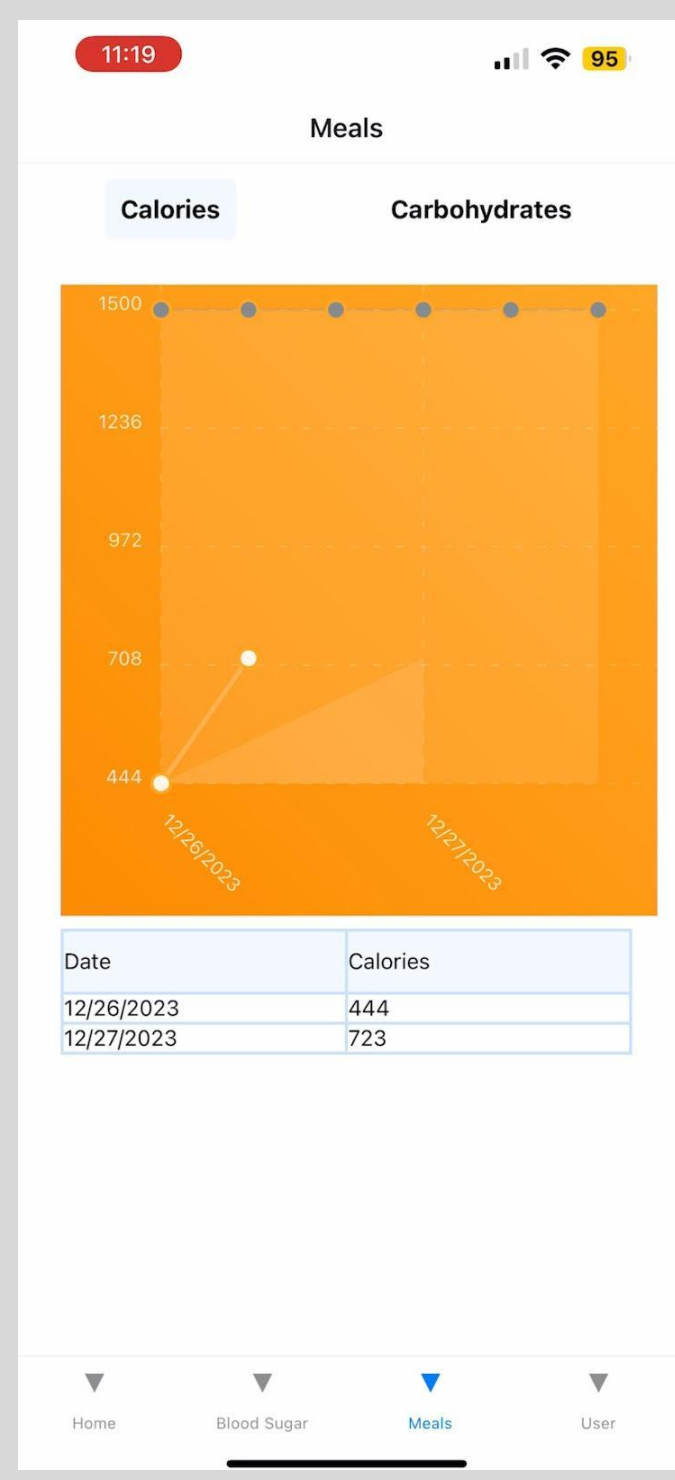 11:19 95
Meals
Calories Carbohydrates
1500
1236
972
708
444
12/26/2023 12/27/2023
Date Calories
12/26/2023 444
12/27/2023 723
Home Blood Sugar Meals User